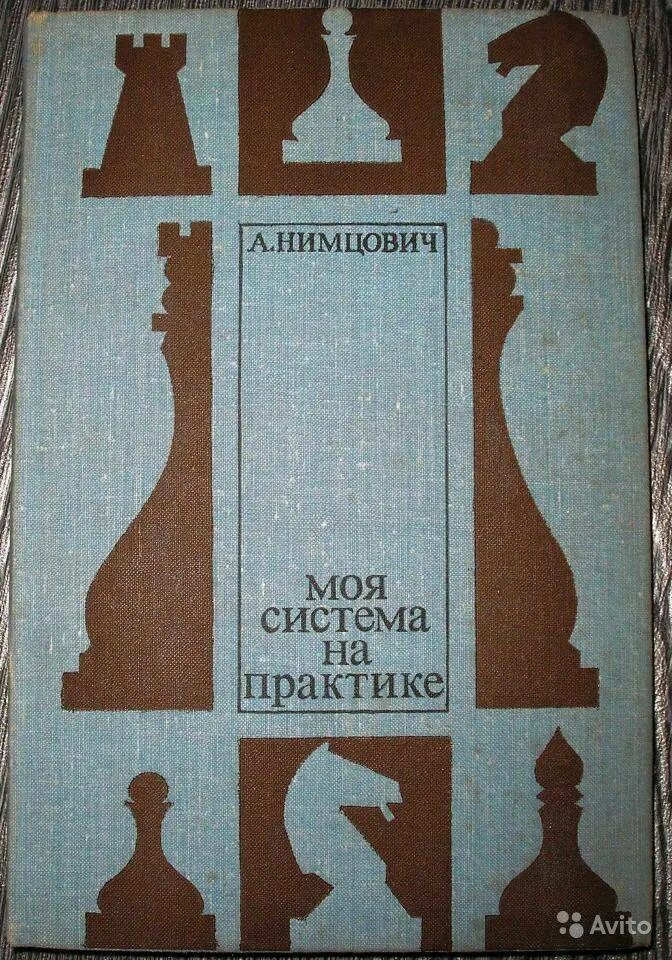 А.НИМЦОВИЧ
МОЯ
система
на
практике
Avito